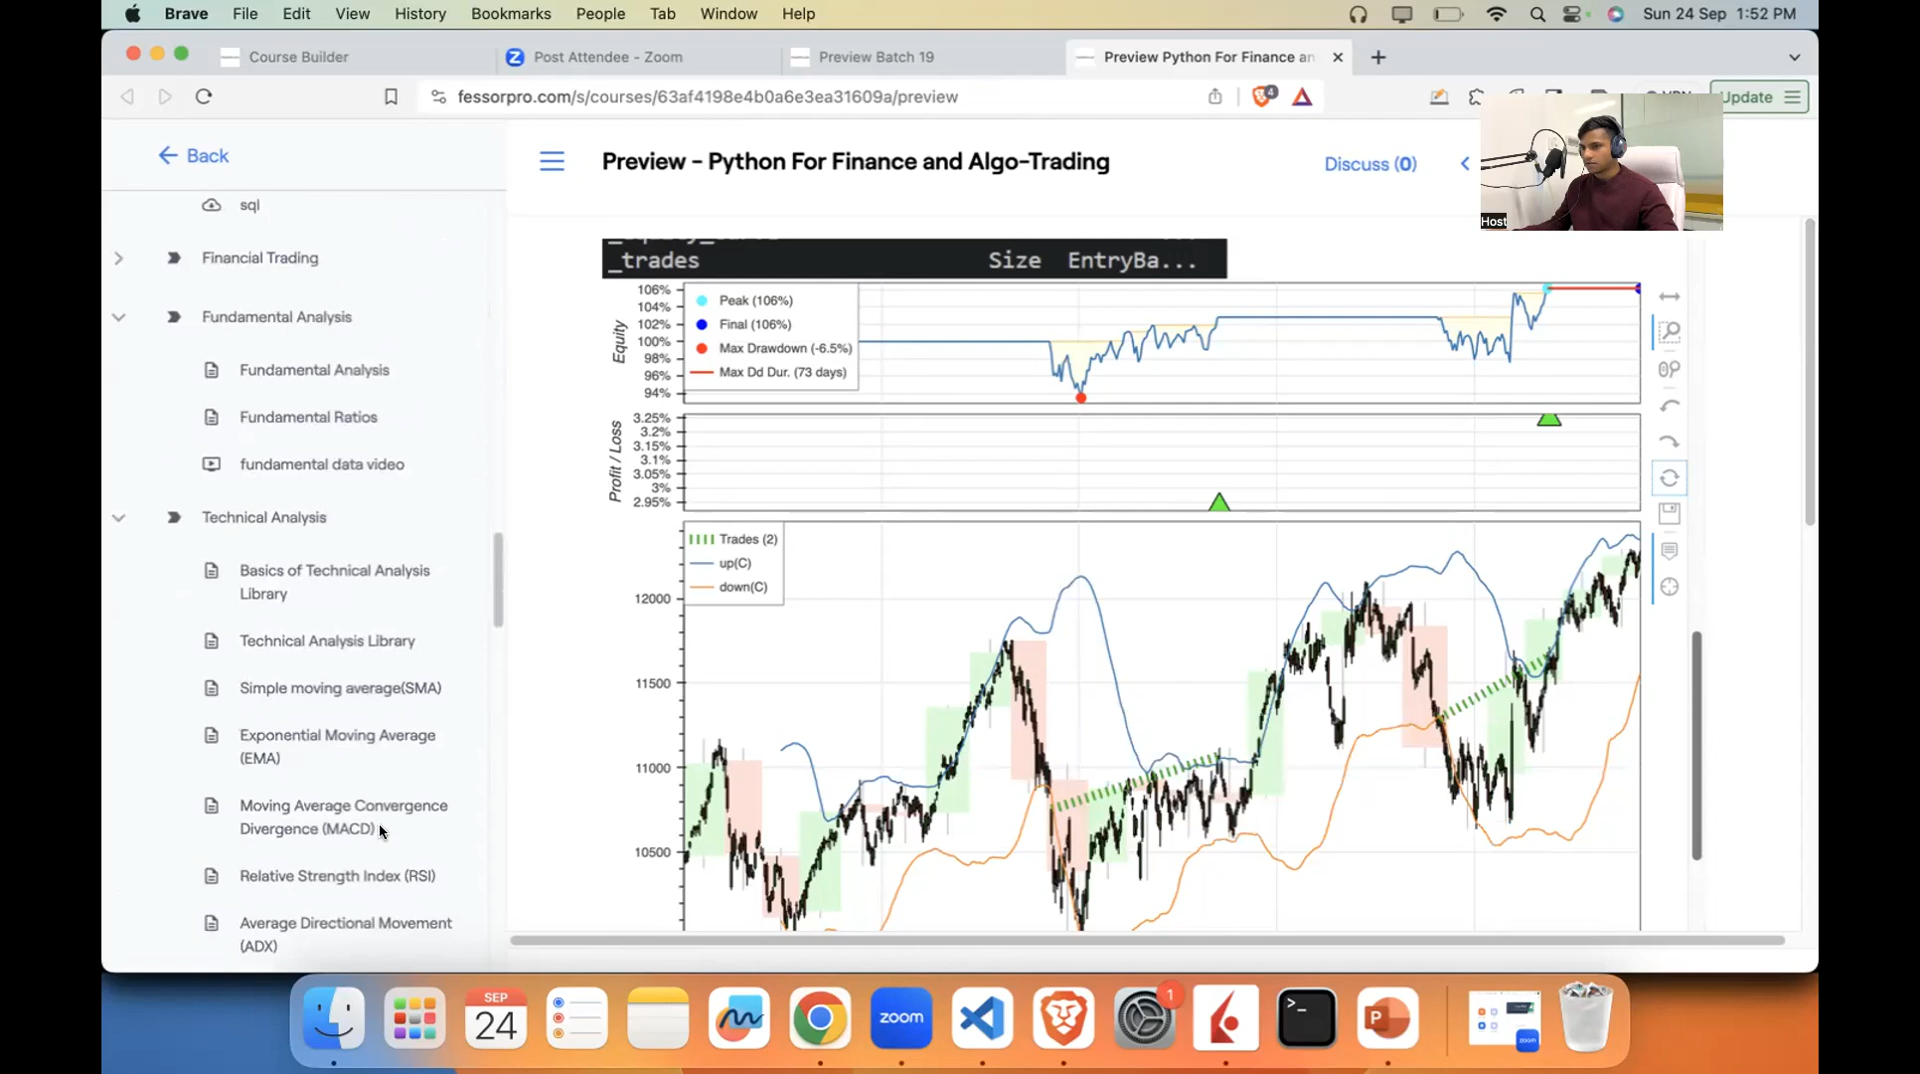 Brave File Edit View History Bookmarks People Tab Window Help Sun 24 Sep 1:52 PM
Course Builder Post Attendee - Zoom Preview Batch 19 Preview Python For Finance an
fessorpro.com/s/courses/63af4198e4b0a6e3ea31609a/preview 4 VPN Update
Back
Preview - Python For Finance and Algo-Trading
Discuss (0)
Host
sql
Financial Trading
Fundamental Analysis
Fundamental Analysis
Fundamental Ratios
fundamental data video
Technical Analysis
Basics of Technical Analysis
Library
Technical Analysis Library
Simple moving average(SMA)
Exponential Moving Average
(EMA)
Moving Average Convergence
Divergence (MACD)
Relative Strength Index (RSI)
Average Directional Movement
(ADX)
_trades Size EntryBa...
Equity
106%
104%
102%
100%
98%
96%
94%
Peak (106%)
Final (106%)
Max Drawdown (-6.5%)
Max Dd Dur. (73 days)
Profit / Loss
3.25%
3.2%
3.15%
3.1%
3.05%
3%
2.95%
Trades (2)
up(C)
down(C)
12000
11500
11000
10500
SEP
24
zoom
1
zoom